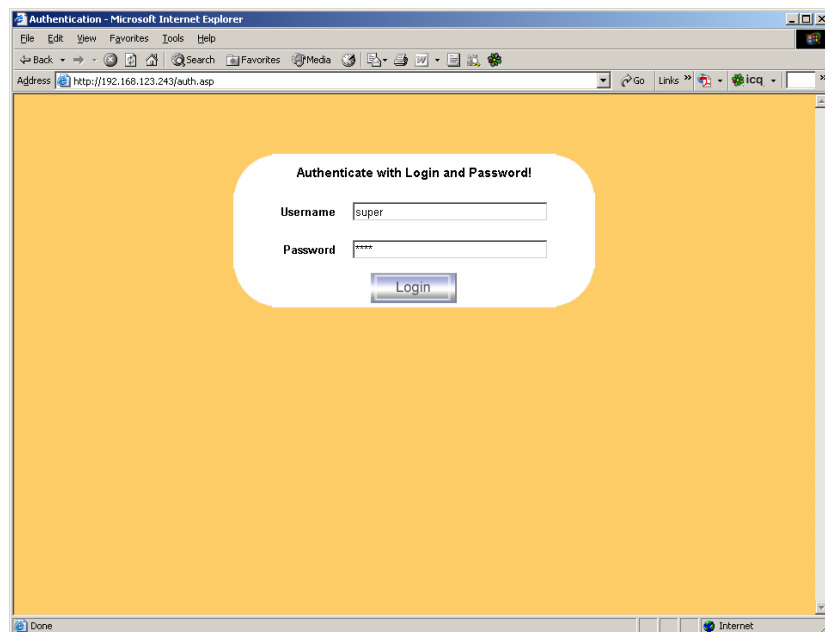 Authentication - Microsoft Internet Explorer
File Edit View Favorites Tools Help
Back Search Favorites Media
Address http://192.168.123.243/auth.asp Go Links » icq »
Authenticate with Login and Password!
Username super
Password ****
Login
Done Internet